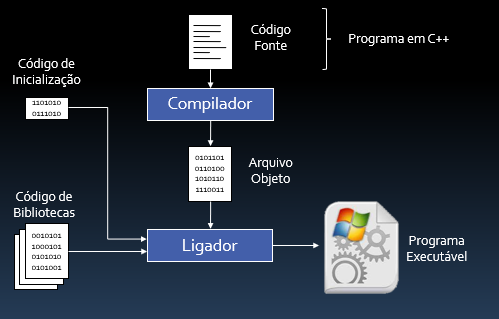 Código
Fonte
Programa em C++
Código de
Inicialização
1101010
0111010
Compilador
0101101
0110100
1010110
1110011
Arquivo
Objeto
Código de
Bibliotecas
0010101
1000101
0101010
0101001
Ligador
Programa
Executável